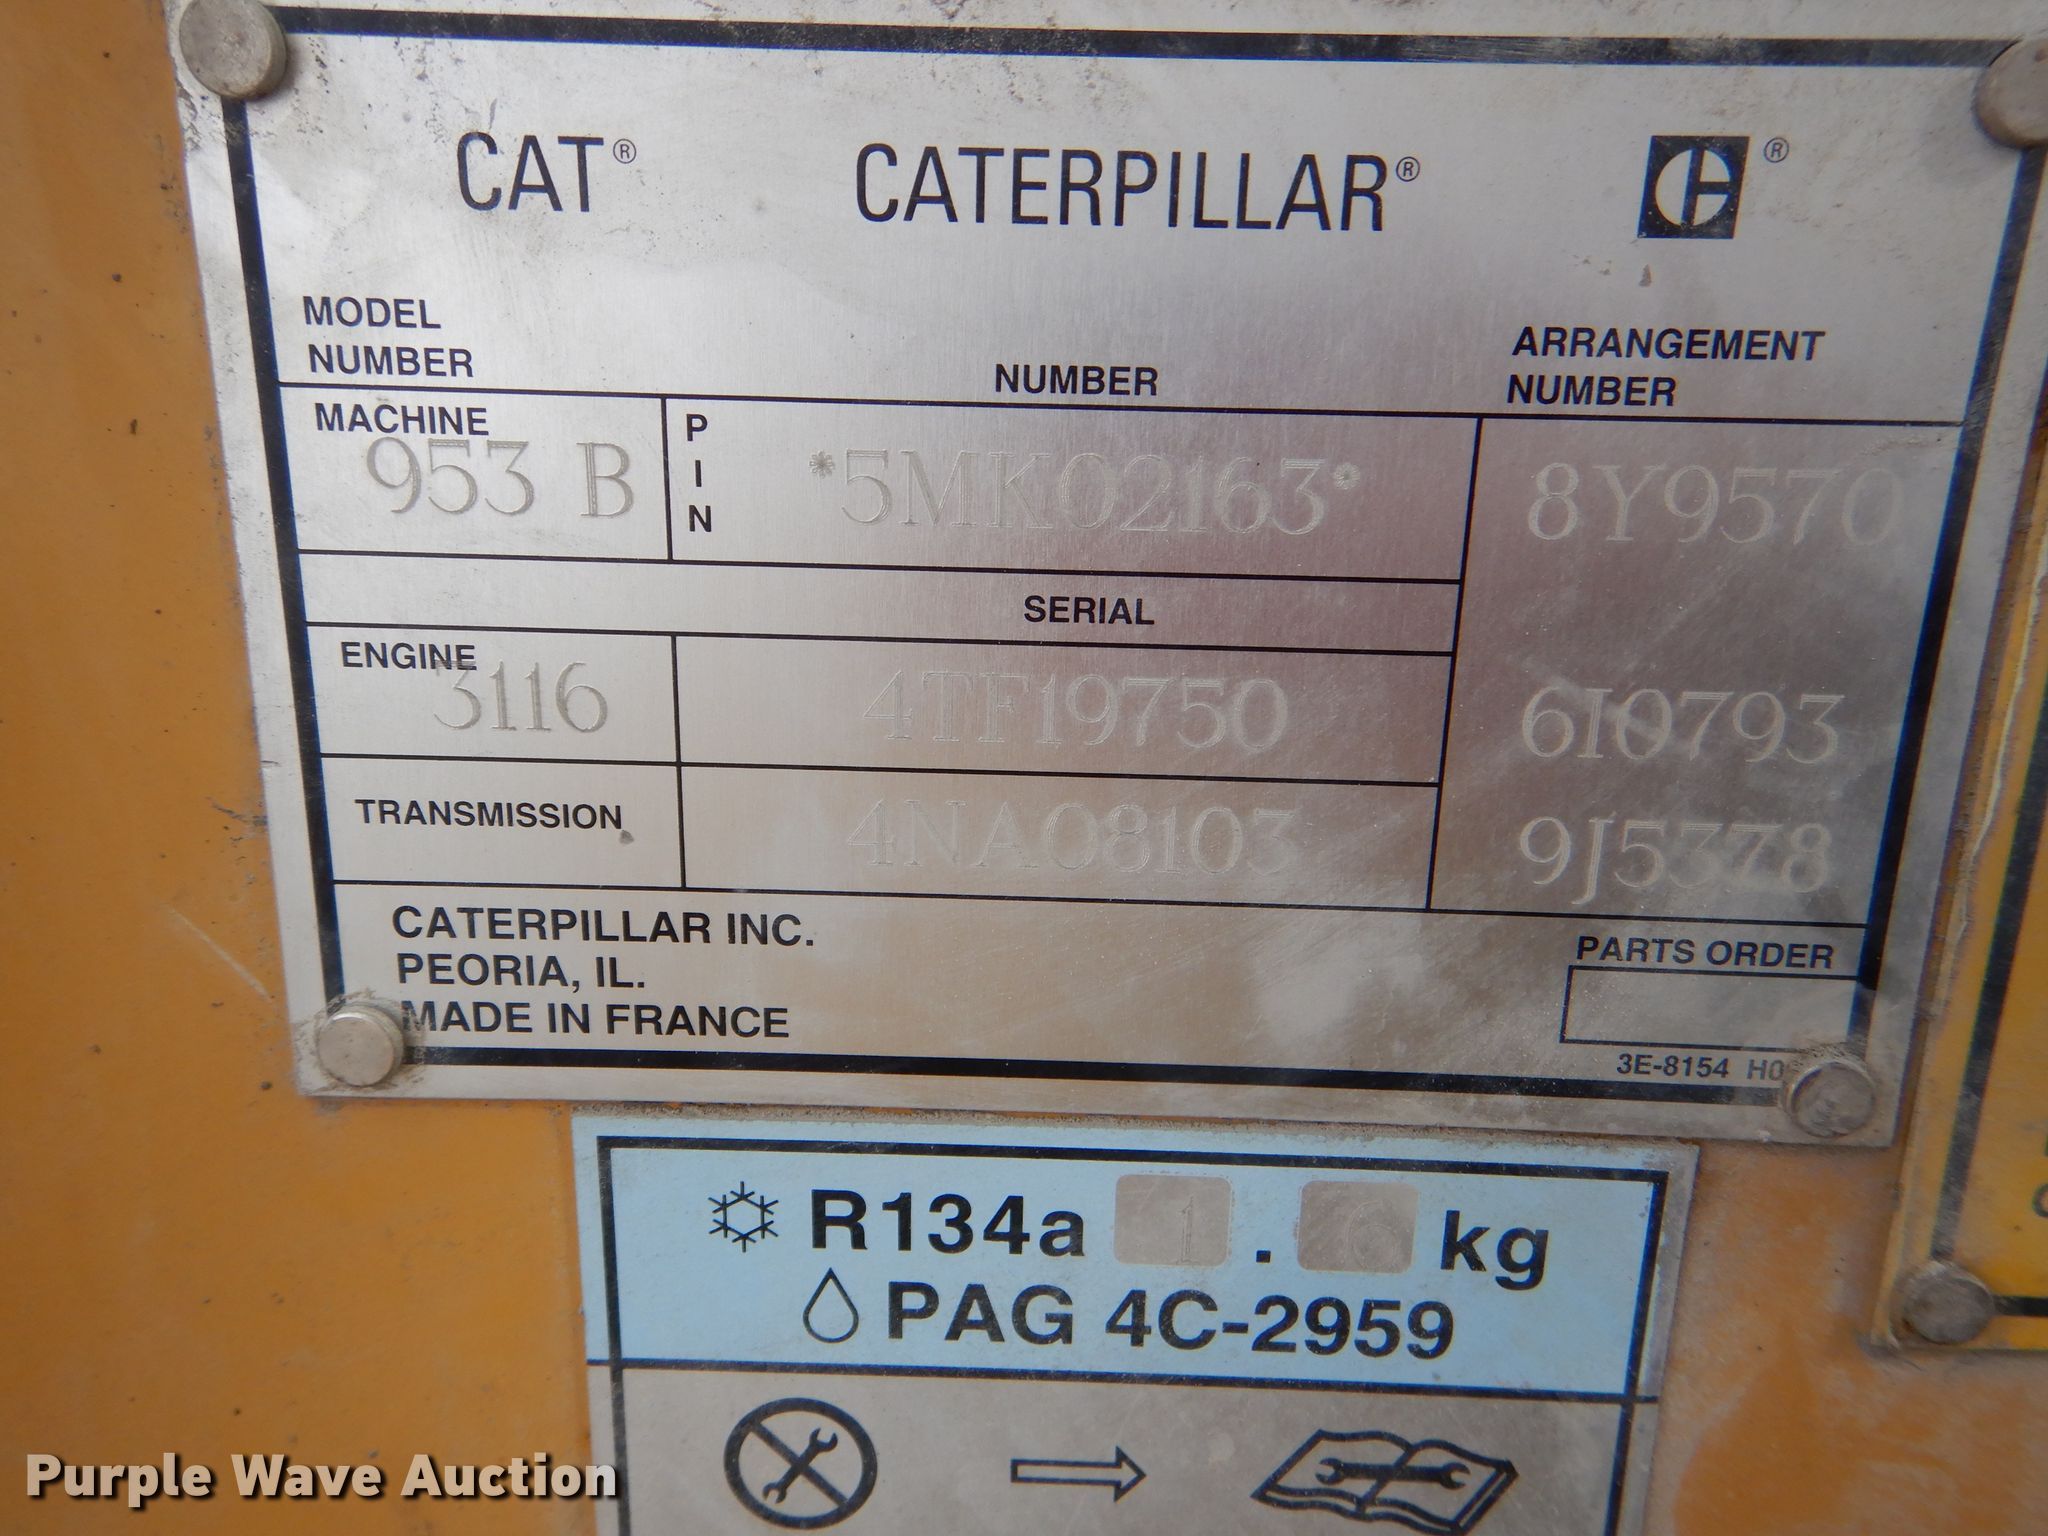 CAT® CATERPILLAR® ®
MODEL NUMBER
NUMBER
ARRANGEMENT NUMBER
MACHINE 953 B
PIN *5MK02163*
8Y9570
SERIAL
ENGINE 3116
4TF19750
6I0793
TRANSMISSION
4NA08103
9J5378
CATERPILLAR INC.
PEORIA, IL.
MADE IN FRANCE
PARTS ORDER
3E-8154
R134a 1.6 kg
PAG 4C-2959
Purple Wave Auction